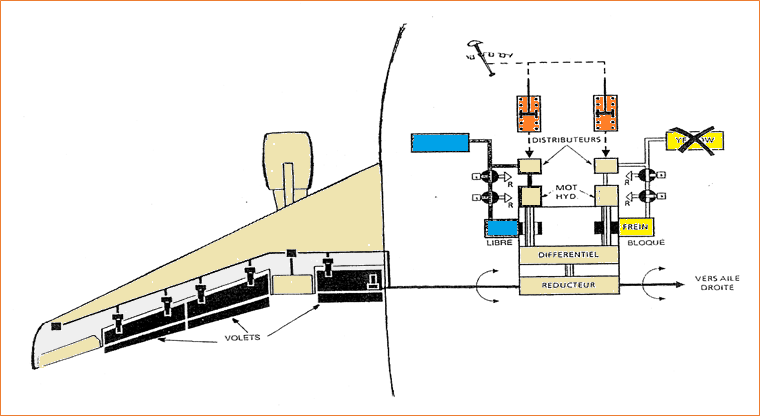 DISTRIBUTEURS
R
R
MOT
HYD.
R
R
LIBRE
FREIN
BLOQUE
DIFFERENTIEL
REDUCTEUR
VERS AILE
DROITE
VOLETS